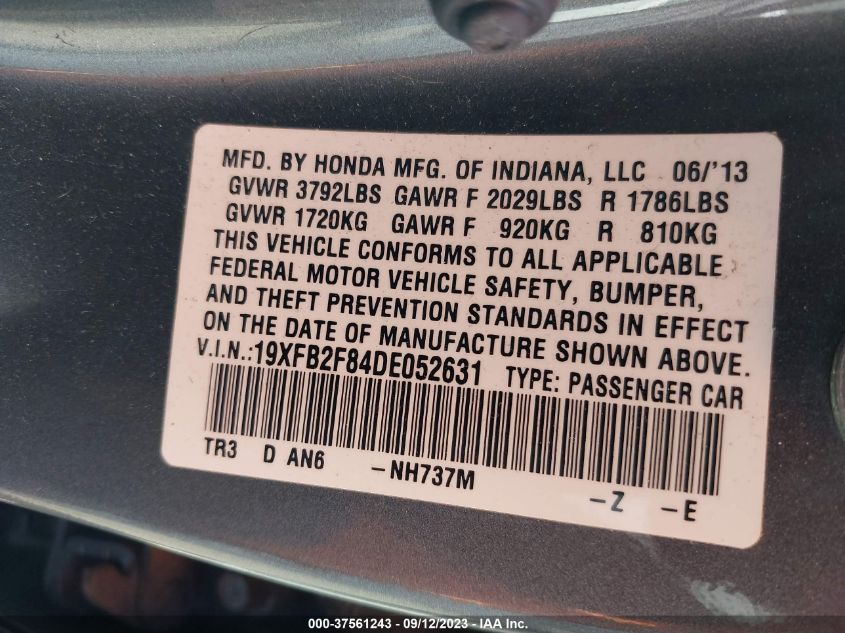 MFD. BY HONDA MFG. OF INDIANA, LLC 06/'13
GVWR 3792LBS GAWR F 2029LBS R 1786LBS
GVWR 1720KG GAWR F 920KG R 810KG
THIS VEHICLE CONFORMS TO ALL APPLICABLE
FEDERAL MOTOR VEHICLE SAFETY, BUMPER,
AND THEFT PREVENTION STANDARDS IN EFFECT
ON THE DATE OF MANUFACTURE SHOWN ABOVE.
V.I.N.:19XFB2F84DE052631 TYPE: PASSENGER CAR
TR3 D AN6 -NH737M -Z -E
000-37561243 - 09/12/2023 - IAA Inc.